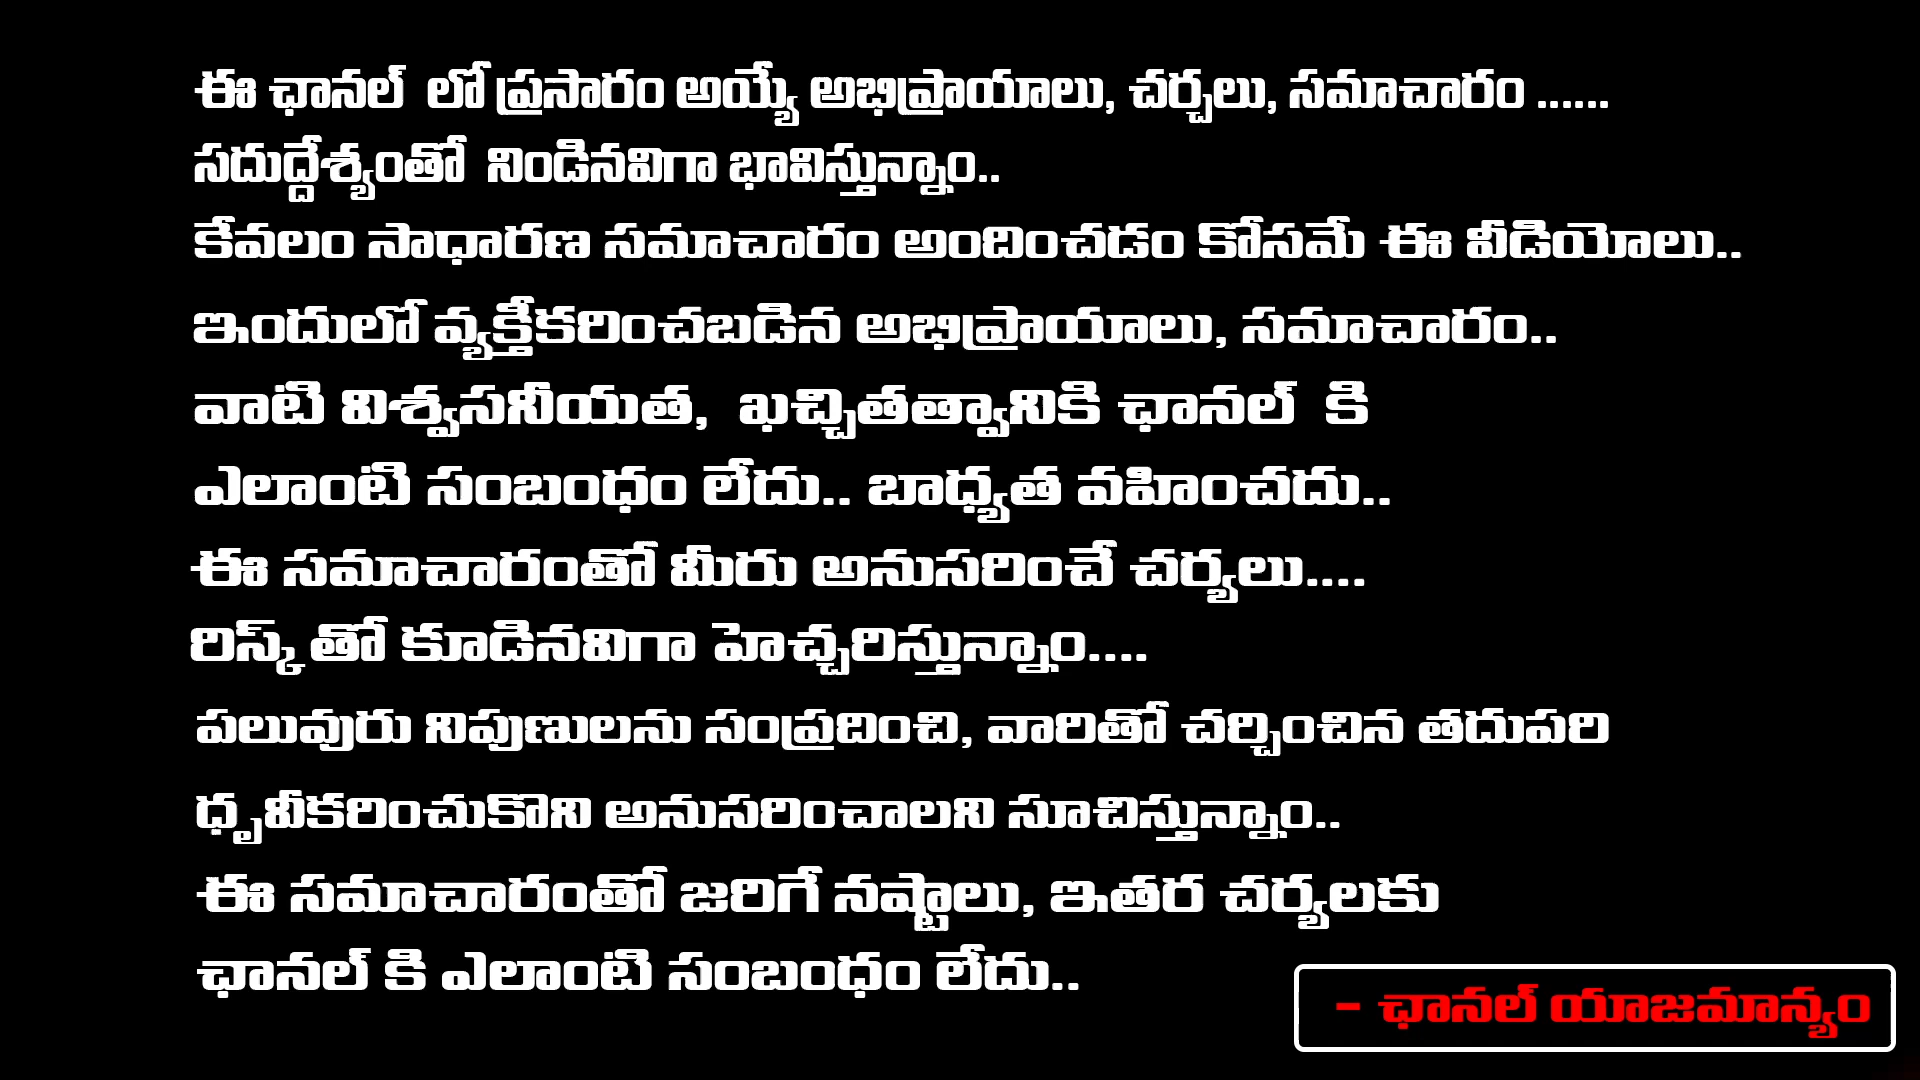 ఈ ఛానల్ లో ప్రసారం అయ్యే అభిప్రాయాలు, చర్చలు, సమాచారం ......
సదుద్దేశ్యంతో నిండినవిగా భావిస్తున్నాం..
కేవలం సాధారణ సమాచారం అందించడం కోసమే ఈ వీడియోలు..
ఇందులో వ్యక్తీకరించబడిన అభిప్రాయాలు, సమాచారం..
వాటి విశ్వసనీయత, ఖచ్చితత్వానికి ఛానల్ కి
ఎలాంటి సంబంధం లేదు.. బాధ్యత వహించదు..
ఈ సమాచారంతో మీరు అనుసరించే చర్యలు....
రిస్క్ తో కూడినవిగా హెచ్చరిస్తున్నాం....
పలువురు నిపుణులను సంప్రదించి, వారితో చర్చించిన తదుపరి
ధృవీకరించుకొని అనుసరించాలని సూచిస్తున్నాం..
ఈ సమాచారంతో జరిగే నష్టాలు, ఇతర చర్యలకు
ఛానల్ కి ఎలాంటి సంబంధం లేదు..
- ఛానల్ యాజమాన్యం